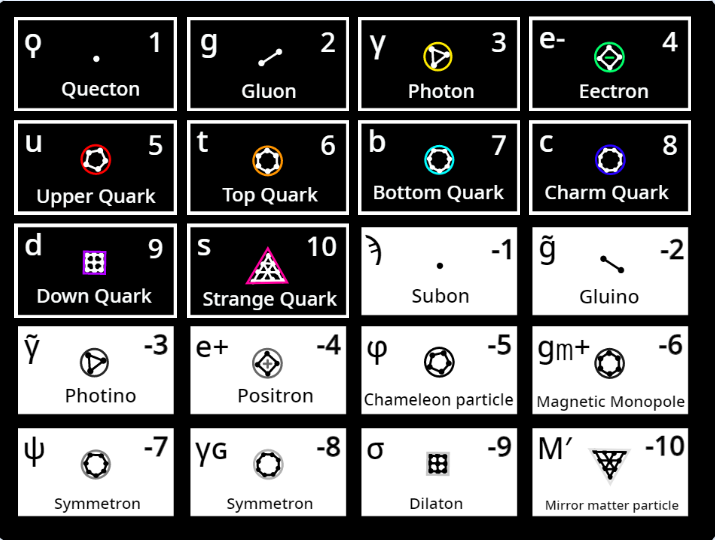 ϙ 1
Quecton
g 2
Gluon
γ 3
Photon
e- 4
Eectron
u 5
Upper Quark
t 6
Top Quark
b 7
Bottom Quark
c 8
Charm Quark
d 9
Down Quark
s 10
Strange Quark
-1
Subon
g̃ -2
Gluino
γ̃ -3
Photino
e+ -4
Positron
φ -5
Chameleon particle
gm+ -6
Magnetic Monopole
ψ -7
Symmetron
γG -8
Symmetron
σ -9
Dilaton
M′ -10
Mirror matter particle